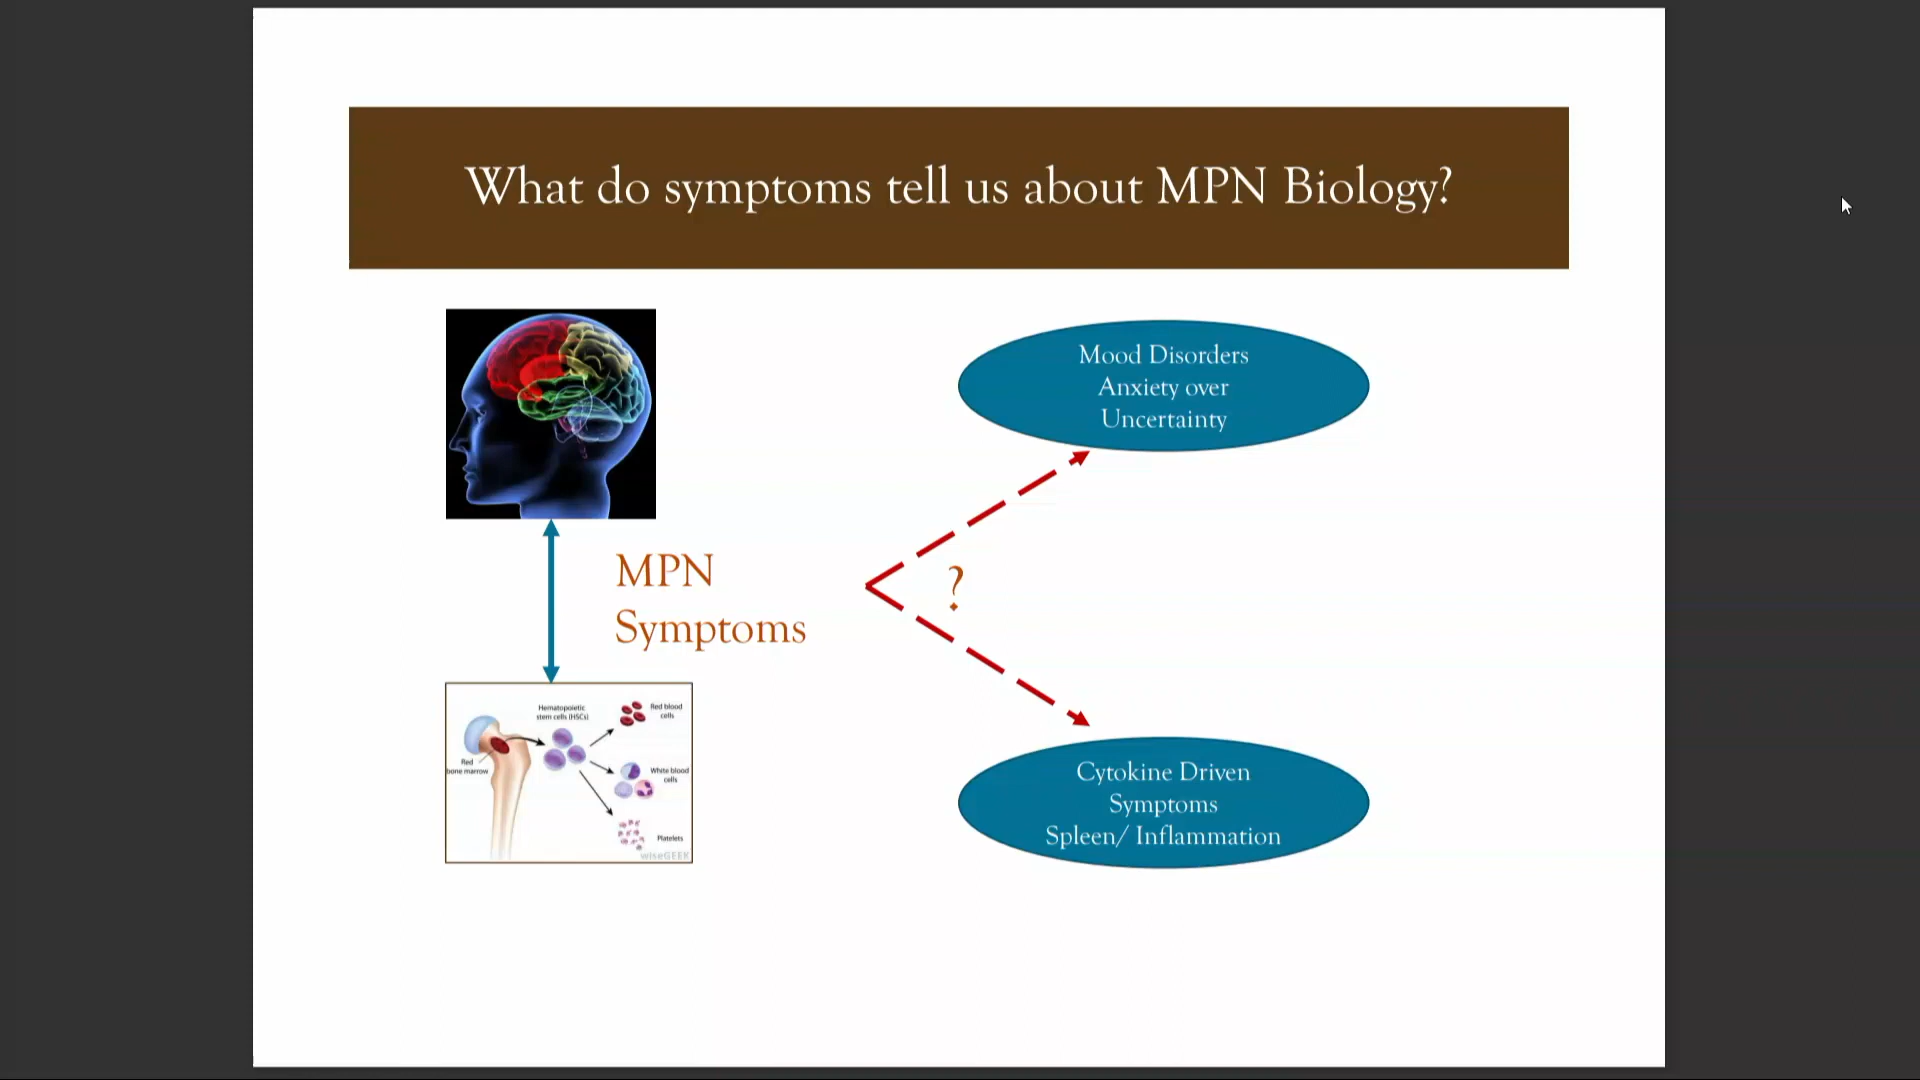 What do symptoms tell us about MPN Biology?
Mood Disorders
Anxiety over
Uncertainty
MPN
Symptoms
?
Hematopoietic
stem cells (HSCs)
Red blood
cells
Red
bone marrow
White blood
cells
Platelets
wiseGEEK
Cytokine Driven
Symptoms
Spleen/ Inflammation